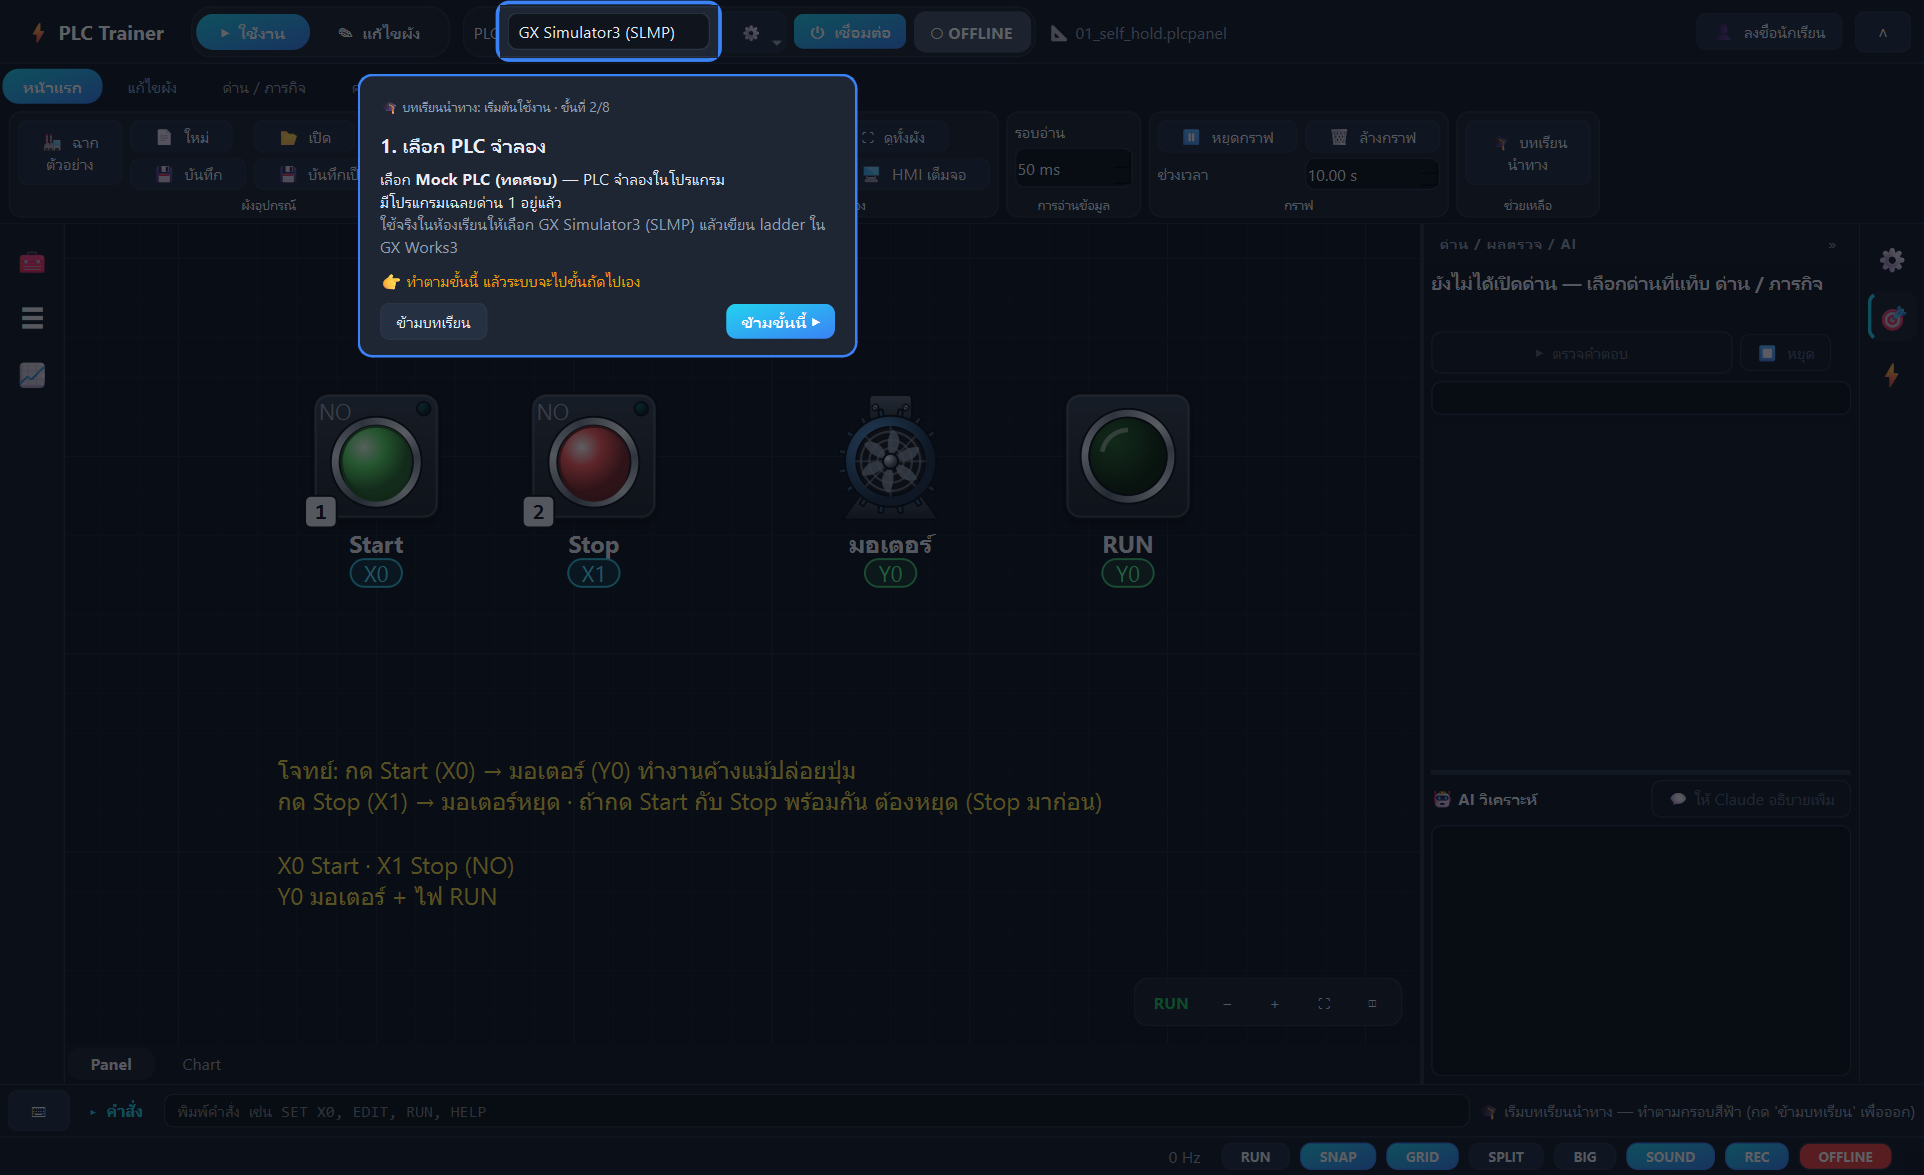 PLC Trainer
ใช้งาน
แก้ไขผัง
PLC
GX Simulator3 (SLMP)
เชื่อมต่อ
OFFLINE
01_self_hold.plcpanel
ลงชื่อนักเรียน
หน้าแรก
แก้ไขผัง
ด่าน / ภารกิจ
ฉาก
ตัวอย่าง
ใหม่
เปิด
บันทึก
ผังอุปกรณ์
ดูทั้งผัง
HMI เต็มจอ
รอบอ่าน
50 ms
การอ่านข้อมูล
หยุดกราฟ
ล้างกราฟ
ช่วงเวลา
10.00 s
กราฟ
บทเรียน
นำทาง
ช่วยเหลือ
บทเรียนนำทาง: เริ่มต้นใช้งาน · ขั้นที่ 2/8
1. เลือก PLC จำลอง
เลือก Mock PLC (ทดสอบ) — PLC จำลองในโปรแกรม
มีโปรแกรมเฉลยด่าน 1 อยู่แล้ว
ใช้จริงในห้องเรียนให้เลือก GX Simulator3 (SLMP) แล้วเขียน ladder ใน
GX Works3
ทำตามขั้นนี้ แล้วระบบจะไปขั้นถัดไปเอง
ข้ามบทเรียน
ข้ามขั้นนี้
NO
1
Start
X0
NO
2
Stop
X1
มอเตอร์
Y0
RUN
Y0
โจทย์: กด Start (X0) → มอเตอร์ (Y0) ทำงานค้างแม้ปล่อยปุ่ม
กด Stop (X1) → มอเตอร์หยุด · ถ้ากด Start กับ Stop พร้อมกัน ต้องหยุด (Stop มาก่อน)
X0 Start · X1 Stop (NO)
Y0 มอเตอร์ + ไฟ RUN
RUN
Panel
Chart
ด่าน / ผลตรวจ / AI
ยังไม่ได้เปิดด่าน — เลือกด่านที่แท็บ ด่าน / ภารกิจ
ตรวจคำตอบ
หยุด
AI วิเคราะห์
ให้ Claude อธิบายเพิ่ม
คำสั่ง
พิมพ์คำสั่ง เช่น SET X0, EDIT, RUN, HELP
เริ่มบทเรียนนำทาง — ทำตามกรอบสีฟ้า (กด 'ข้ามบทเรียน' เพื่อออก)
0 Hz
RUN
SNAP
GRID
SPLIT
BIG
SOUND
REC
OFFLINE